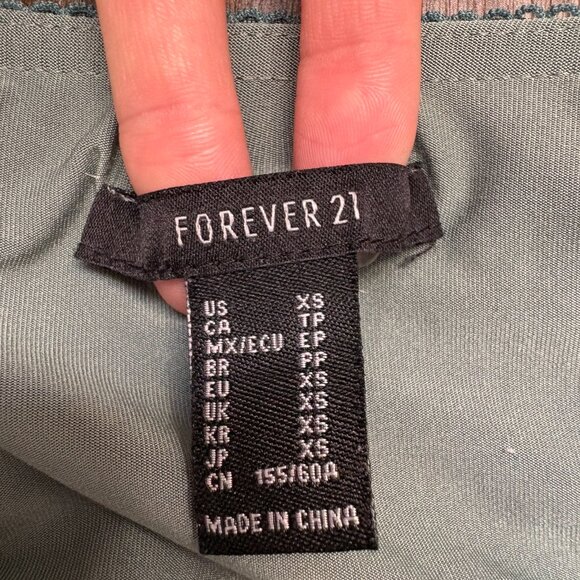 FOREVER 21
US XS
CA TP
MX/ECU EP
BR PP
EU XS
UK XS
KR XS
JP XS
CN 155/60A
MADE IN CHINA